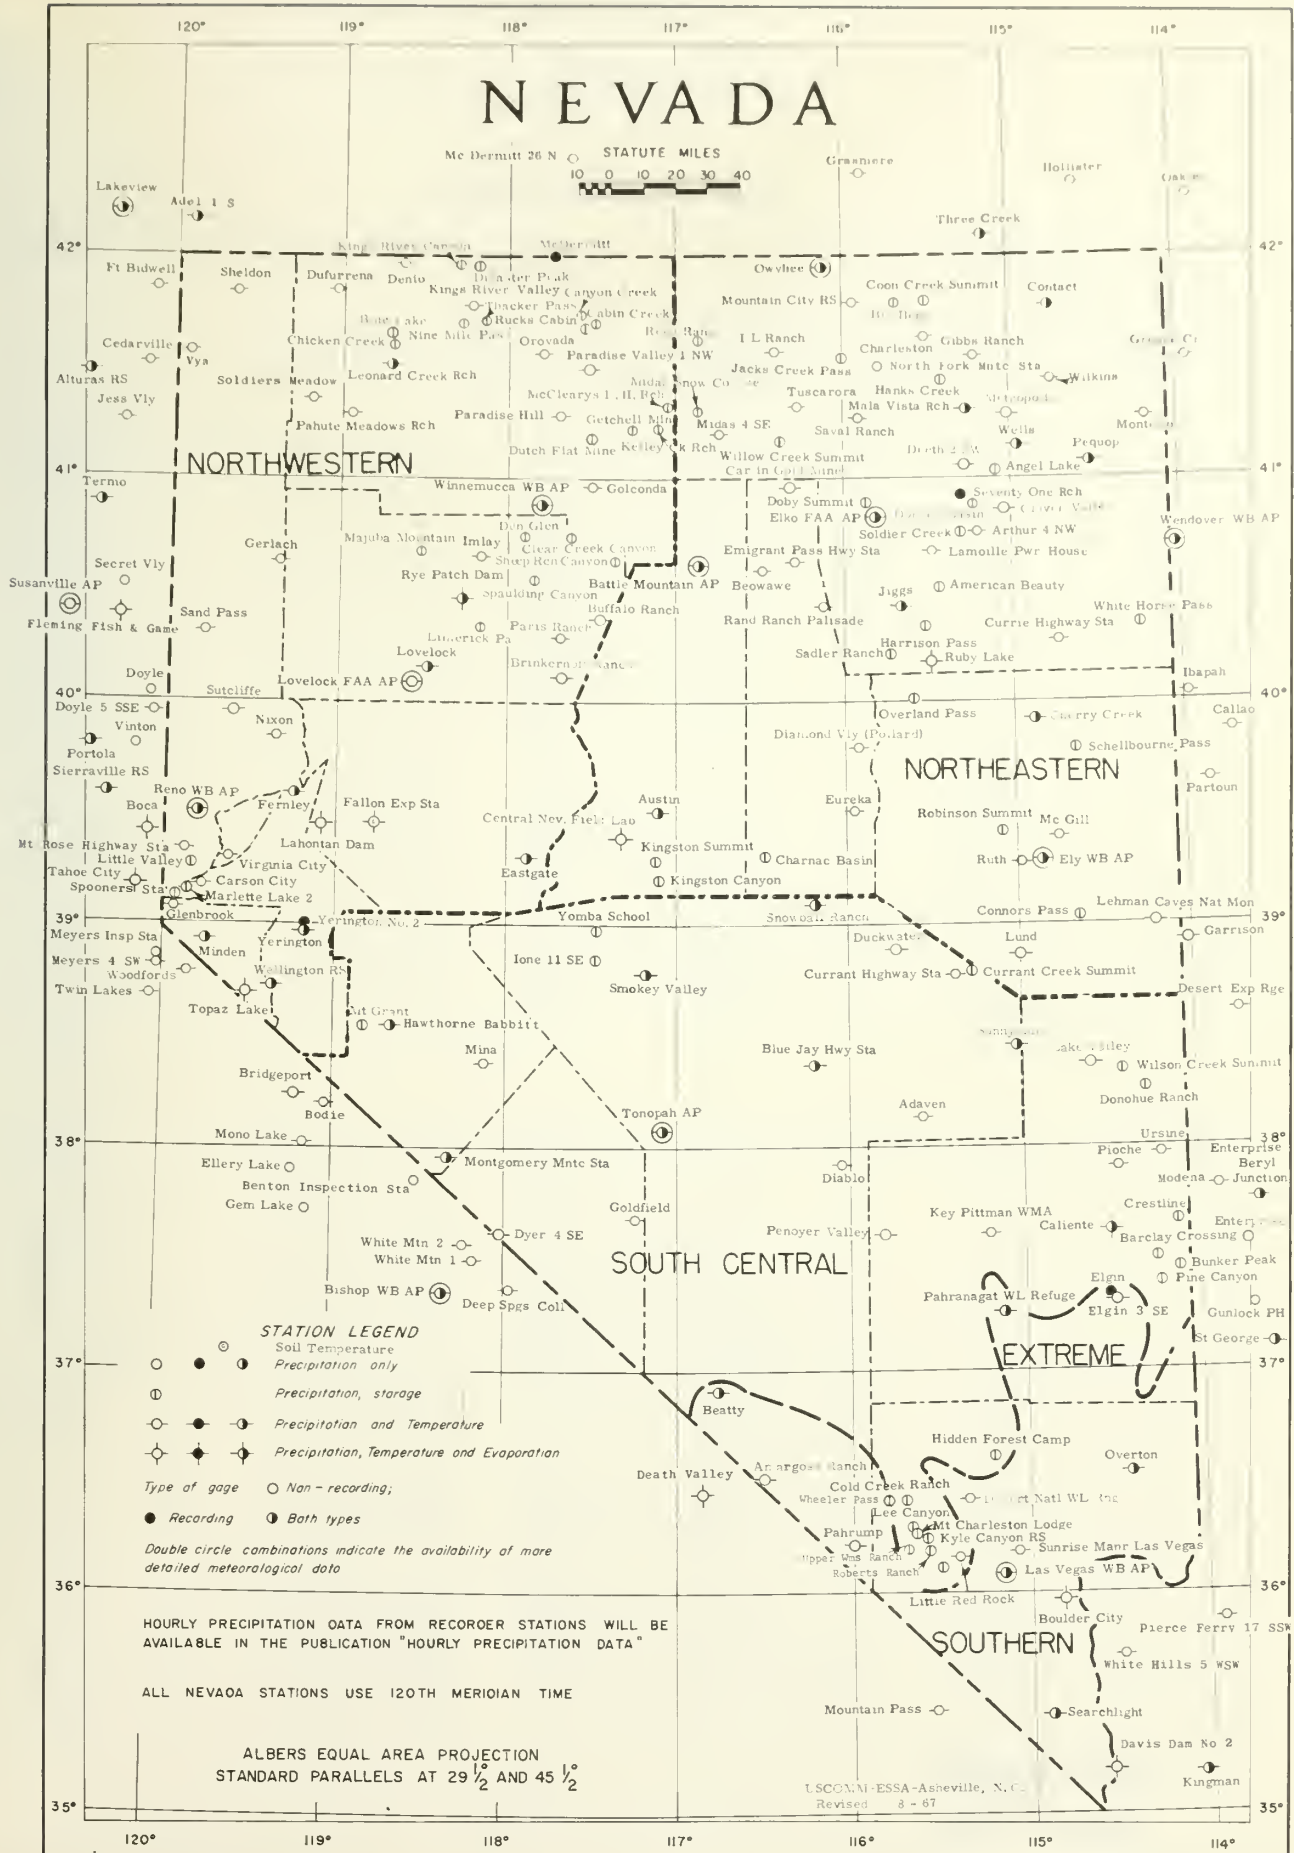 120° 119° 118° 117° 116° 115° 114°
NEVADA
Mc Dermitt 26 N
STATUTE MILES
10 0 10 20 30 40
Grasmere
Hollister
Lakeview
Adel 1 S
Three Creek
42° 42°
McDermitt
Owyhee
Ft Bidwell
Sheldon
Dufurrena
Denio
Kings River Valley
Canyon Creek
Mountain City RS
Coon Creek Summit
Contact
Thacker Pass
Rucks Cabin
Cabin Creek
Nine Mile Pass
Chicken Creek
Orovada
I L Ranch
Charleston
Gibbs Ranch
Cedarville
Vya
Paradise Valley 1 NW
Jacks Creek Pass
North Fork Mntc Sta
Alturas RS
Leonard Creek Rch
Soldiers Meadow
Wilkins
Jess Vly
Tuscarora
Hanks Creek
Mala Vista Rch
Paradise Hill
Getchell Mine
Pahute Meadows Rch
Midas 4 SE
Saval Ranch
Wells
Pequop
Dutch Flat Mine
Willow Creek Summit
Angel Lake
41° 41°
NORTHWESTERN
Termo
Winnemucca WB AP
Golconda
Doby Summit
Seventy One Rch
Elko FAA AP
Wendover WB AP
Majuba Mountain
Imlay
Clear Creek Canyon
Soldier Creek
Arthur 4 NW
Gerlach
Emigrant Pass Hwy Sta
Lamoille Pwr House
Secret Vly
Rye Patch Dam
Battle Mountain AP
Beowawe
American Beauty
Susanville AP
Spaulding Canyon
Jiggs
White Horse Pass
Fleming Fish & Game
Sand Pass
Buffalo Ranch
Rand Ranch Palisade
Currie Highway Sta
Paris Ranch
Harrison Pass
Lovelock
Sadler Ranch
Ruby Lake
Doyle
Lovelock FAA AP
Ibapah
40° 40°
Sutcliffe
Doyle 5 SSE
Overland Pass
Cherry Creek
Callao
Vinton
Nixon
Schellbourne Pass
Portola
NORTHEASTERN
Sierraville RS
Partoun
Reno WB AP
Fernley
Fallon Exp Sta
Austin
Eureka
Boca
Robinson Summit
Mc Gill
Mt Rose Highway Sta
Lahontan Dam
Kingston Summit
Little Valley
Virginia City
Eastgate
Charnac Basin
Ruth
Ely WB AP
Tahoe City
Carson City
Kingston Canyon
Spooners Sta
Marlette Lake 2
Glenbrook
39° 39°
Yerington No. 2
Yomba School
Snowball Ranch
Connors Pass
Lehman Caves Nat Mon
Meyers Insp Sta
Minden
Yerington
Duckwater
Lund
Garrison
Meyers 4 SW
Woodfords
Wellington RS
Ione 11 SE
Currant Highway Sta
Currant Creek Summit
Twin Lakes
Smokey Valley
Desert Exp Rge
Topaz Lake
Mt Grant
Hawthorne Babbitt
Mina
Blue Jay Hwy Sta
Wilson Creek Summit
Bridgeport
Bodie
Donohue Ranch
Tonopah AP
Adaven
Mono Lake
38° 38°
Ursine
Ellery Lake
Montgomery Mntc Sta
Diablo
Pioche
Enterprise
Beryl
Junction
Modena
Benton Inspection Sta
Crestline
Gem Lake
Goldfield
Key Pittman WMA
Caliente
White Mtn 2
Dyer 4 SE
Penoyer Valley
Barclay Crossing
White Mtn 1
SOUTH CENTRAL
Bunker Peak
Elgin
Pine Canyon
Bishop WB AP
Deep Spgs Coll
Pahranagat WL Refuge
Elgin 3 SE
Gunlock PH
STATION LEGEND
Soil Temperature
St George
37° 37°
Precipitation only
EXTREME
Precipitation, storage
Beatty
Precipitation and Temperature
Precipitation, Temperature and Evaporation
Hidden Forest Camp
Overton
Death Valley
Type of gage Non-recording;
Cold Creek Ranch
Wheeler Pass
Recording Both types
Lee Canyon
Mt Charleston Lodge
Pahrump
Kyle Canyon RS
Sunrise Manr Las Vegas
Double circle combinations indicate the availability of more
detailed meteorological data
Upper Wms Ranch
Roberts Ranch
Las Vegas WB AP
36° 36°
Little Red Rock
Boulder City
HOURLY PRECIPITATION DATA FROM RECORDER STATIONS WILL BE
AVAILABLE IN THE PUBLICATION "HOURLY PRECIPITATION DATA"
Pierce Ferry 17 SSW
SOUTHERN
White Hills 5 WSW
ALL NEVADA STATIONS USE 120TH MERIDIAN TIME
Mountain Pass
Searchlight
ALBERS EQUAL AREA PROJECTION
STANDARD PARALLELS AT 29 1/2° AND 45 1/2°
Davis Dam No 2
Kingman
USCOMM-ESSA-Asheville, N.C.
Revised 8-67
35° 35°
120° 119° 118° 117° 116° 115° 114°